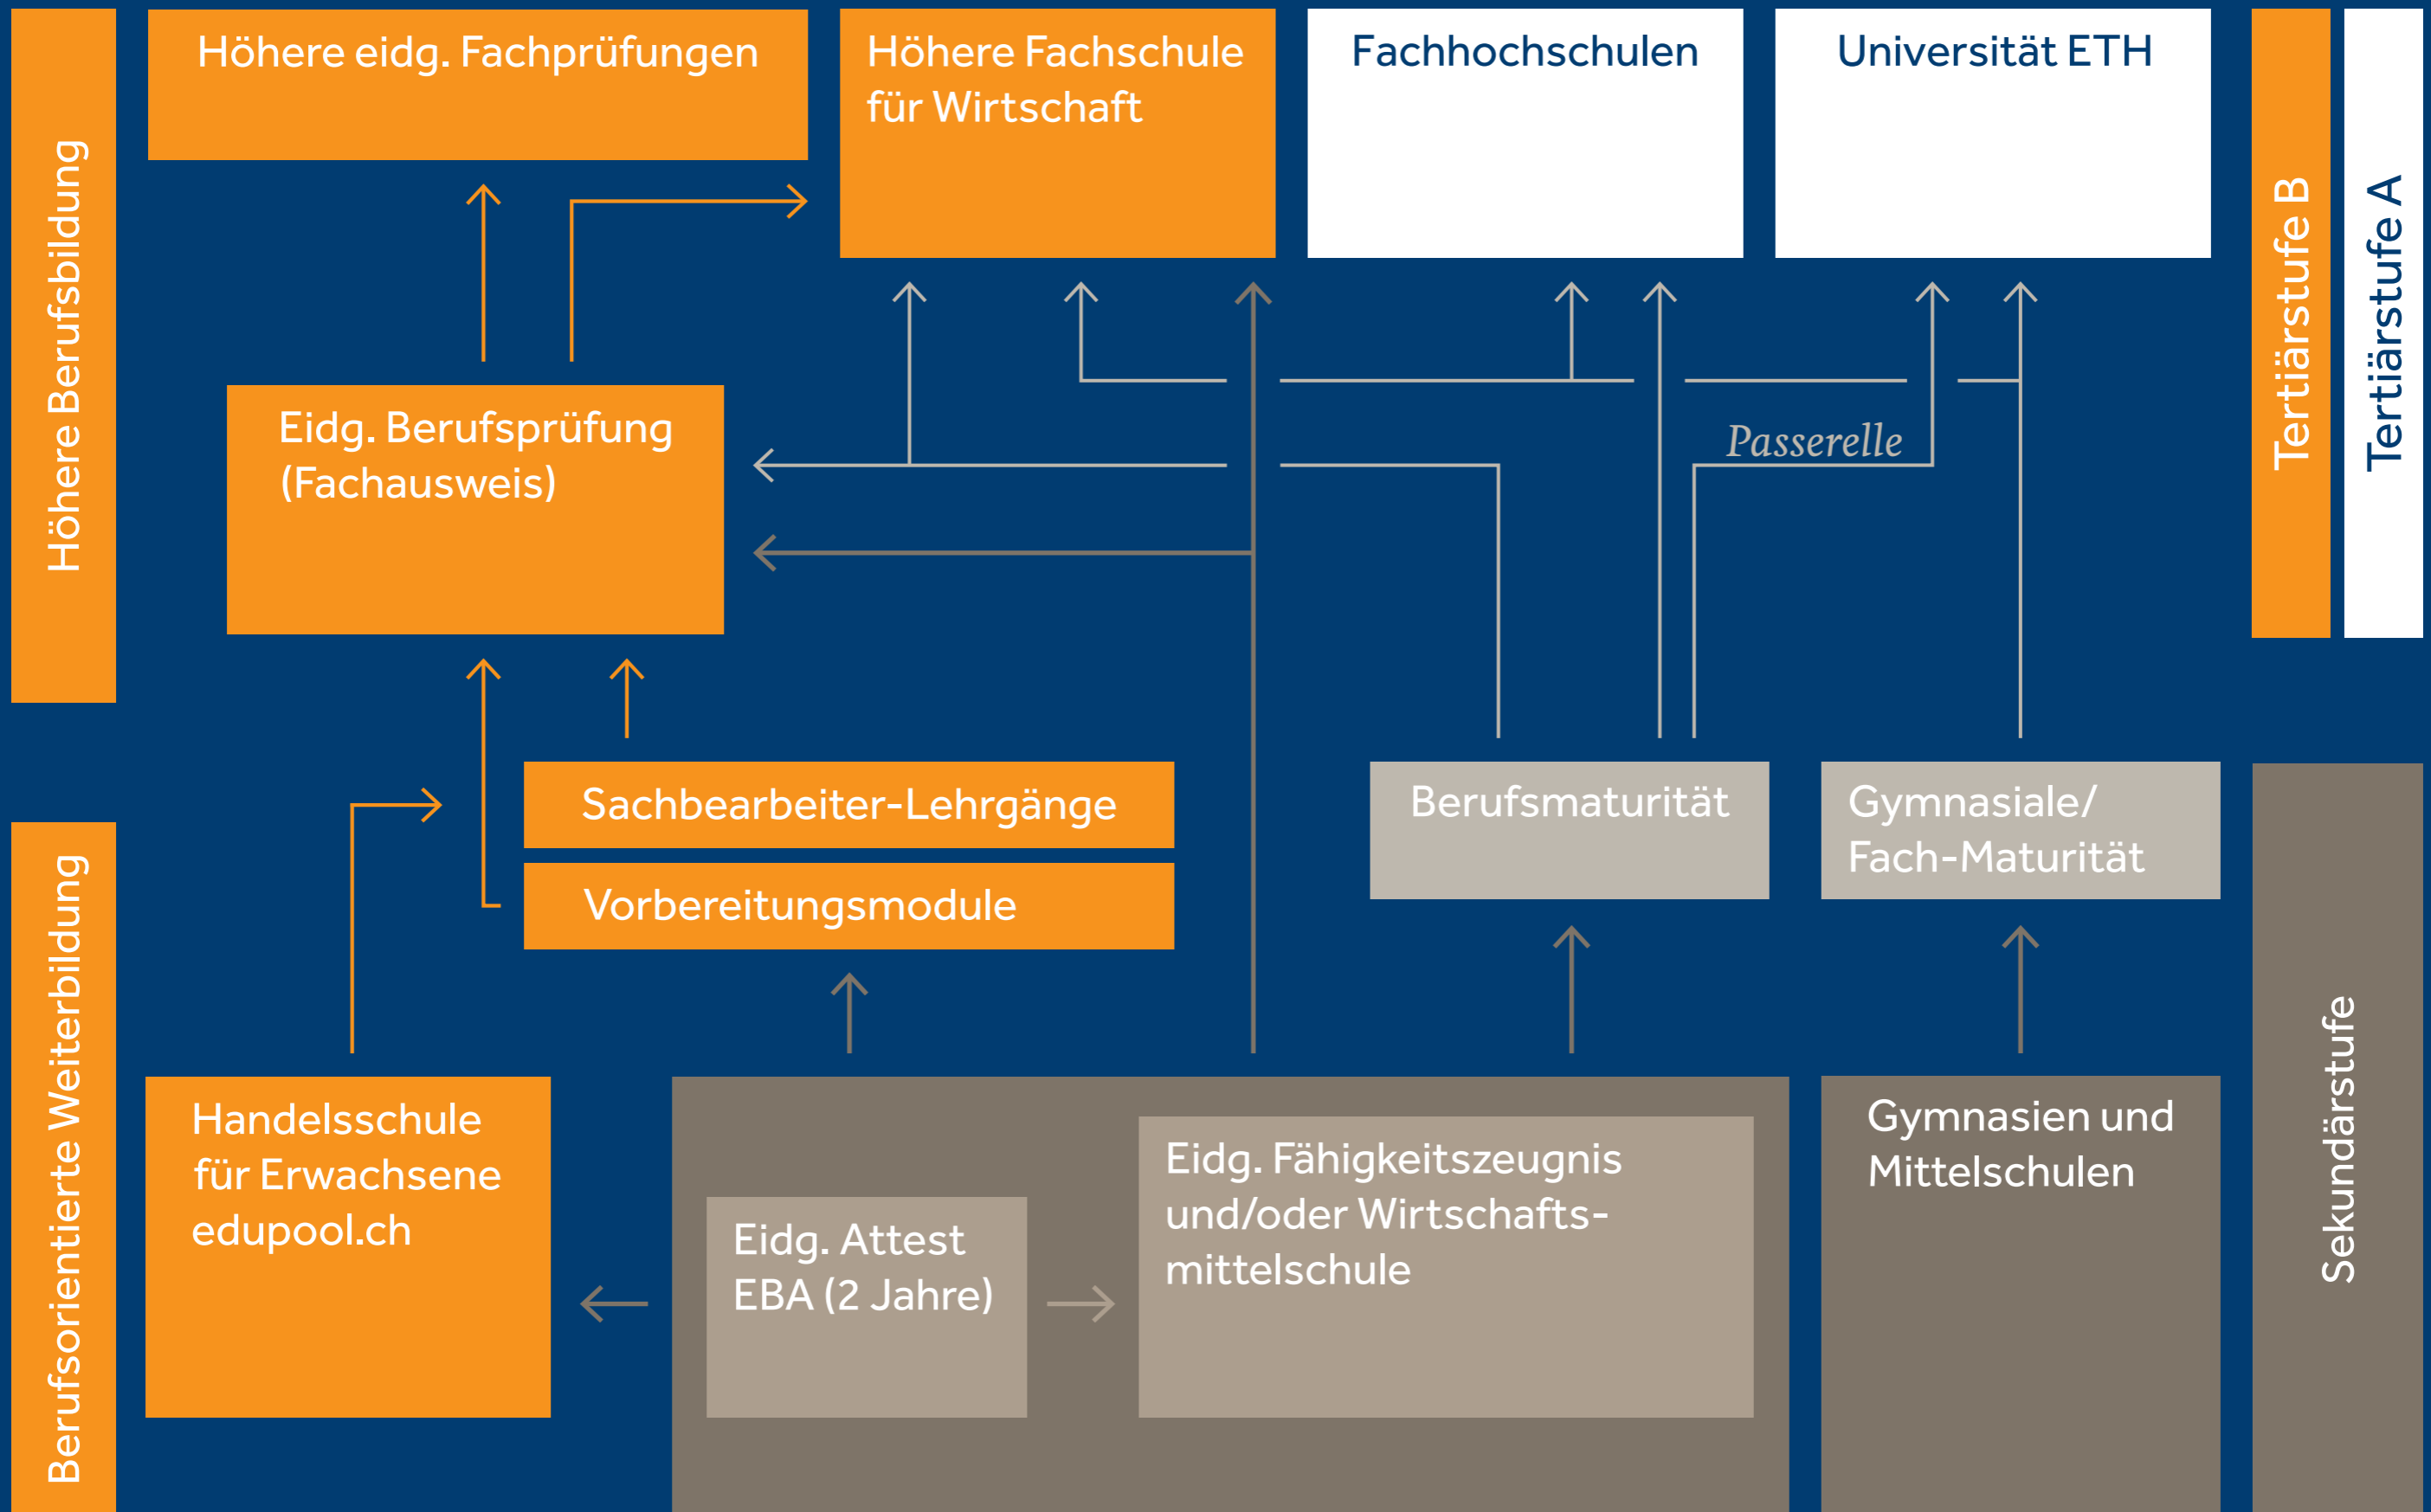 Höhere Berufsbildung
Höhere eidg. Fachprüfungen
Höhere Fachschule
für Wirtschaft
Fachhochschulen
Universität ETH
Tertiärstufe B
Tertiärstufe A
Eidg. Berufsprüfung
(Fachausweis)
Passerelle
Berufsorientierte Weiterbildung
Sachbearbeiter-Lehrgänge
Vorbereitungsmodule
Berufsmaturität
Gymnasiale/
Fach-Maturität
Handelsschule
für Erwachsene
edupool.ch
Eidg. Attest
EBA (2 Jahre)
Eidg. Fähigkeitszeugnis
und/oder Wirtschafts-
mittelschule
Gymnasien und
Mittelschulen
Sekundärstufe